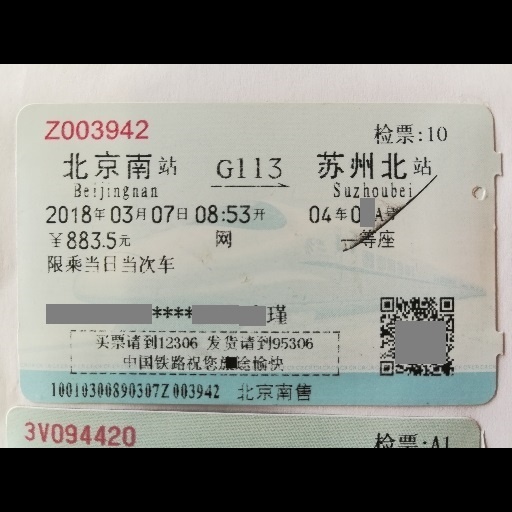 Z003942 检票:10
北京南站 G113 苏州北站
Beijingnan Suzhoubei
2018年03月07日08:53开 04车0 A号
￥883.5元 网 一等座
限乘当日当次车
**** 瑾
买票请到12306 发货请到95306
中国铁路祝您旅途愉快
10010300890307Z003942 北京南售
3V094420 检票:A1